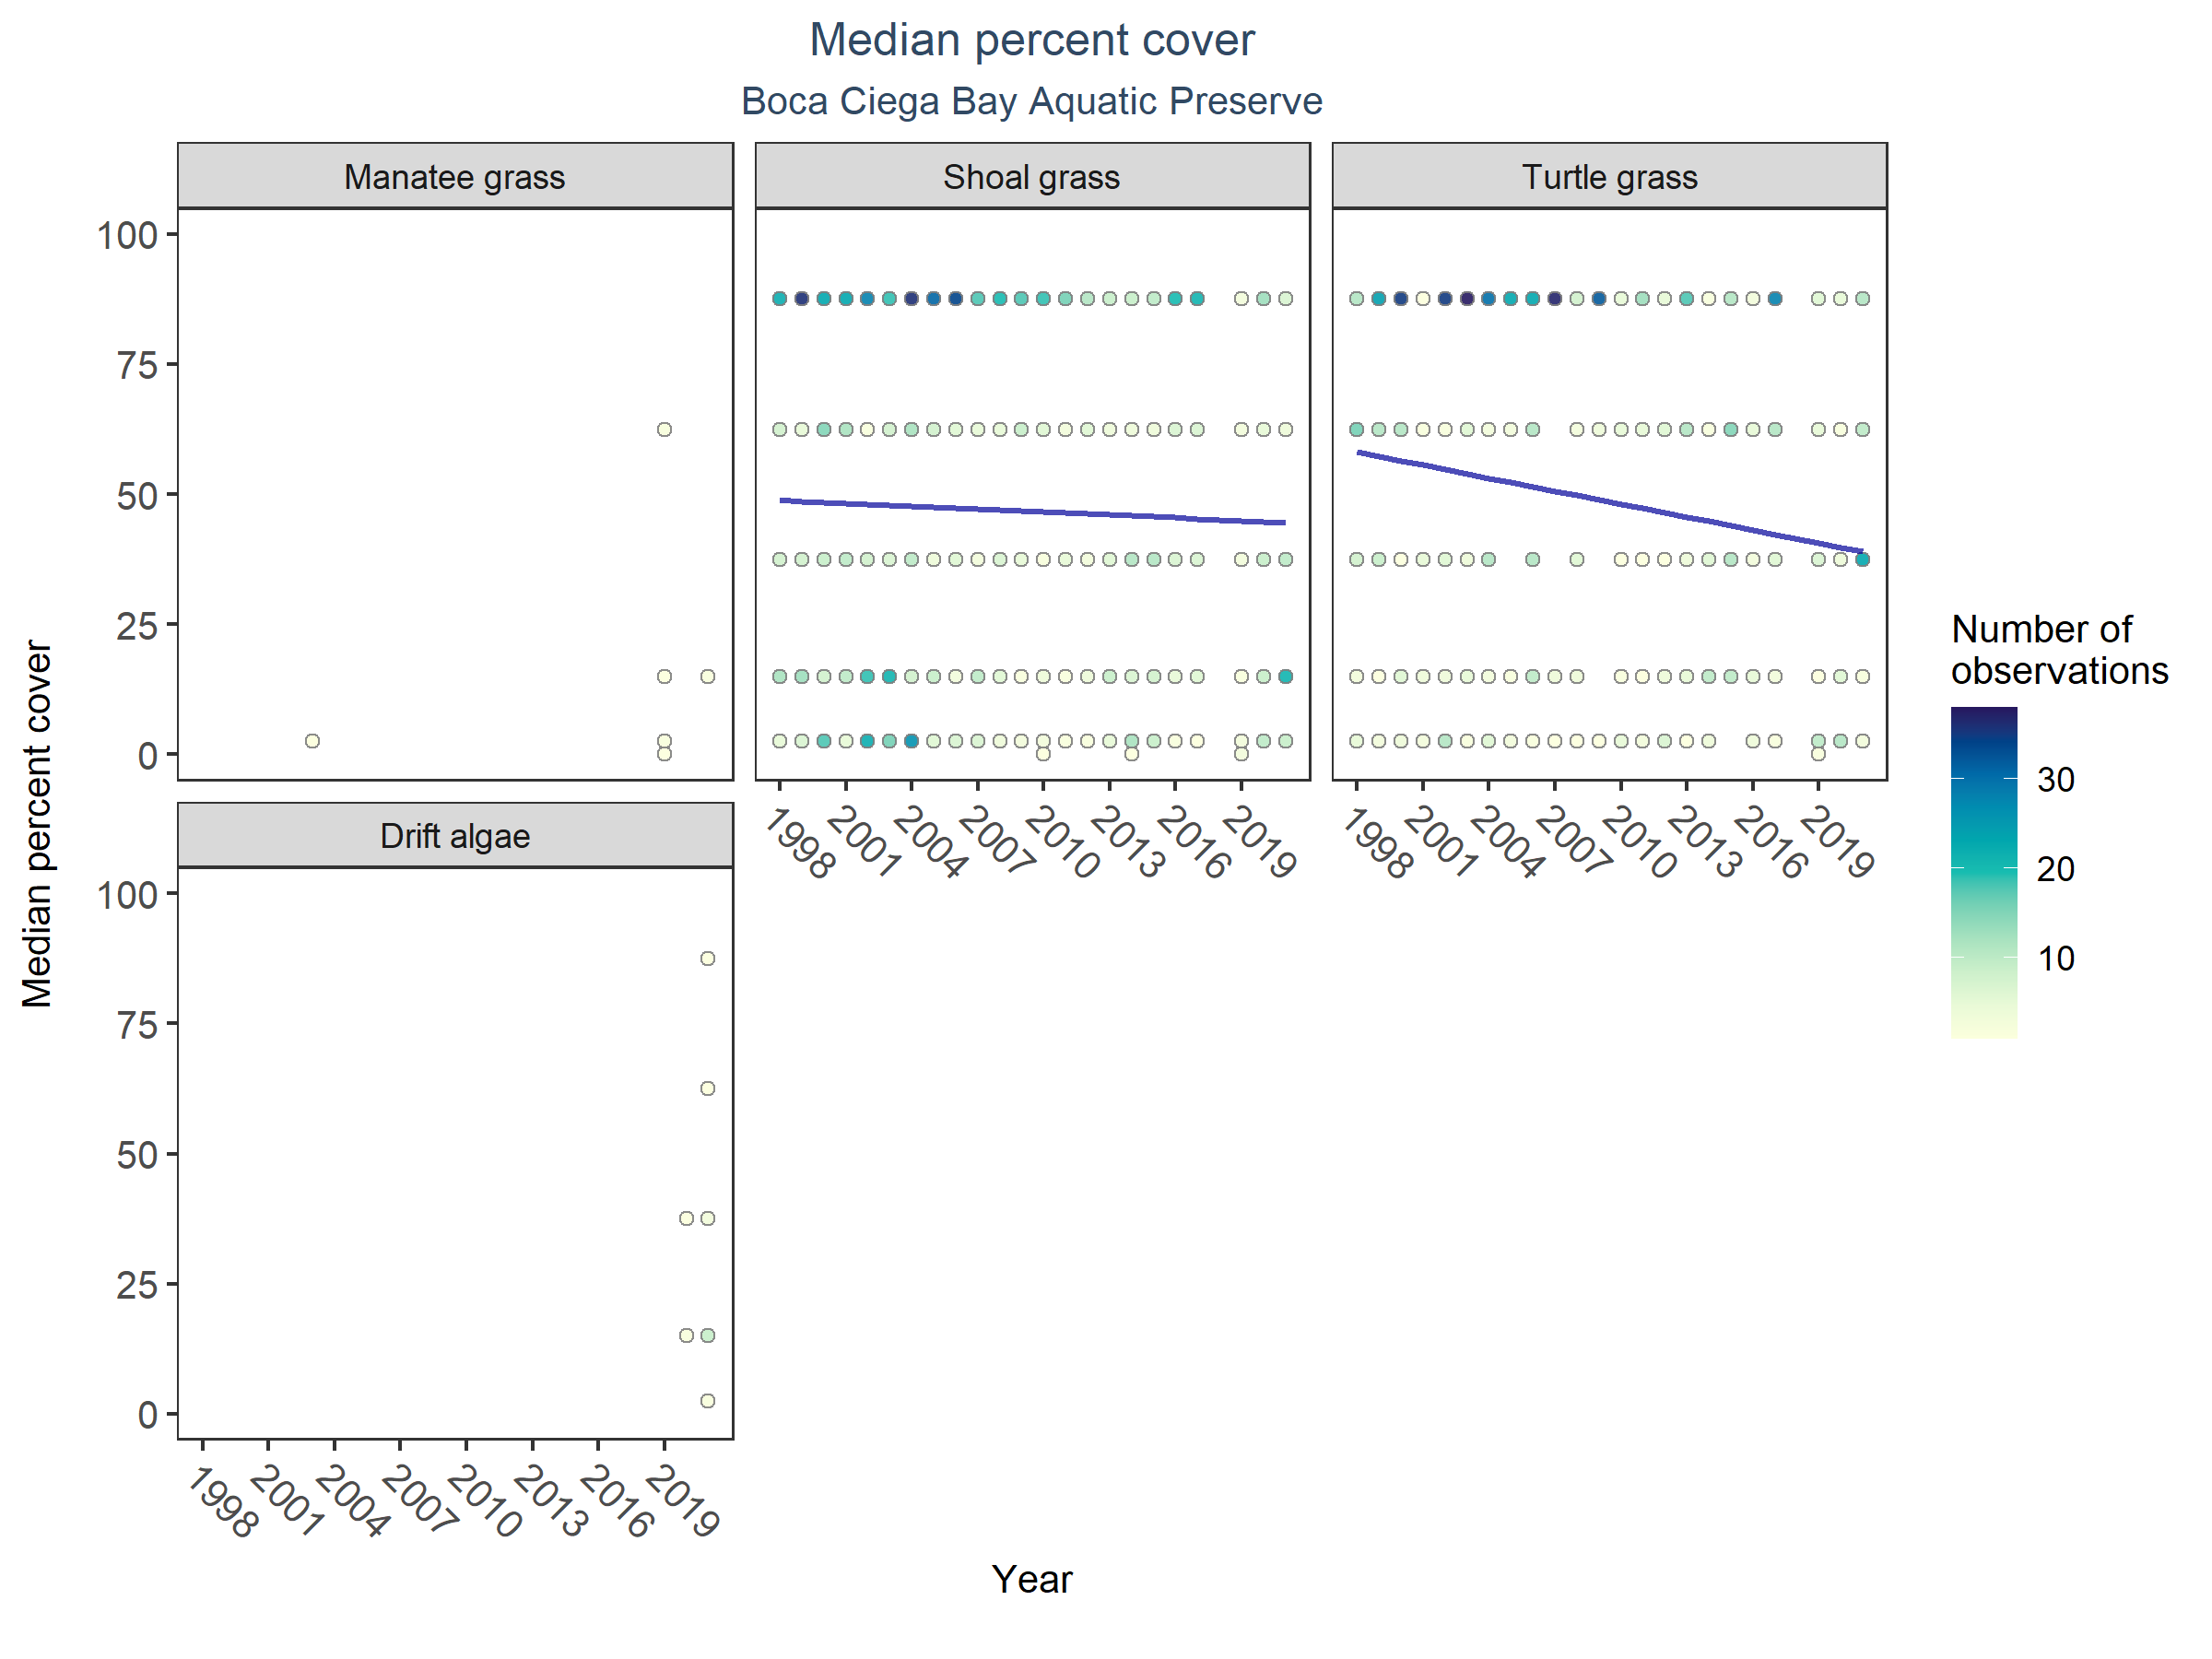 Median percent cover
Boca Ciega Bay Aquatic Preserve
Manatee grass
Shoal grass
Turtle grass
100
75
50
25
0
1998 2001 2004 2007 2010 2013 2016 2019
1998 2001 2004 2007 2010 2013 2016 2019
Drift algae
100
75
50
25
0
1998 2001 2004 2007 2010 2013 2016 2019
Median percent cover
Year
Number of
observations
30
20
10